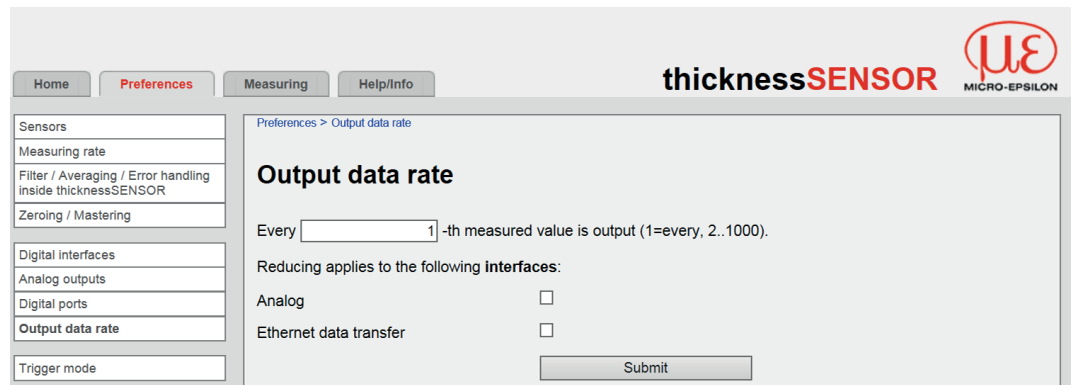 Home
Preferences
Measuring
Help/Info
thicknessSENSOR
με
MICRO-EPSILON
Sensors
Measuring rate
Filter / Averaging / Error handling
inside thicknessSENSOR
Zeroing / Mastering
Digital interfaces
Analog outputs
Digital ports
Output data rate
Trigger mode
Preferences > Output data rate
Output data rate
Every 1 -th measured value is output (1=every, 2..1000).
Reducing applies to the following interfaces:
Analog
Ethernet data transfer
Submit